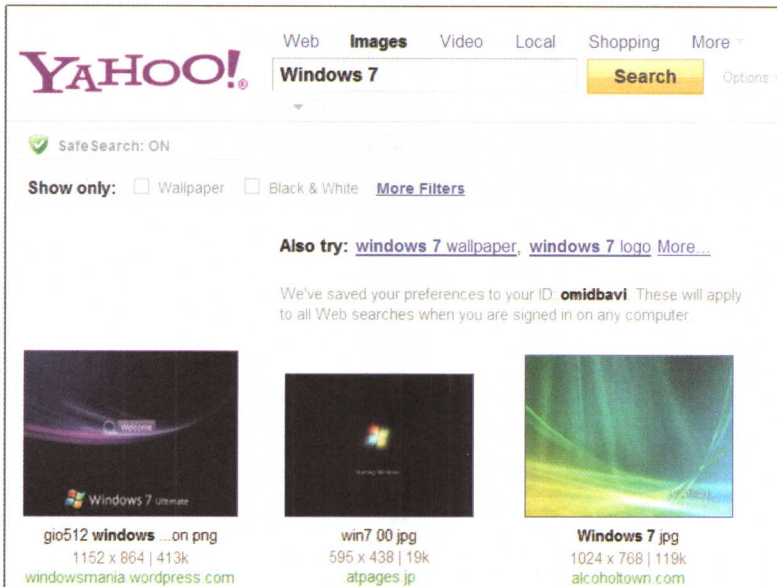 Web Images Video Local Shopping More
YAHOO!®
Windows 7 Search Options
SafeSearch: ON
Show only: Wallpaper Black & White More Filters
Also try: windows 7 wallpaper, windows 7 logo More...
We've saved your preferences to your ID: omidbavi. These will apply
to all Web searches when you are signed in on any computer.
Welcome
Windows 7 Ultimate
Starting Windows
gio512 windows ...on png
1152 x 864 | 413k
windowsmania.wordpress.com
win7 00 jpg
595 x 438 | 19k
atpages.jp
Windows 7 jpg
1024 x 768 | 119k
alcoholtown.com